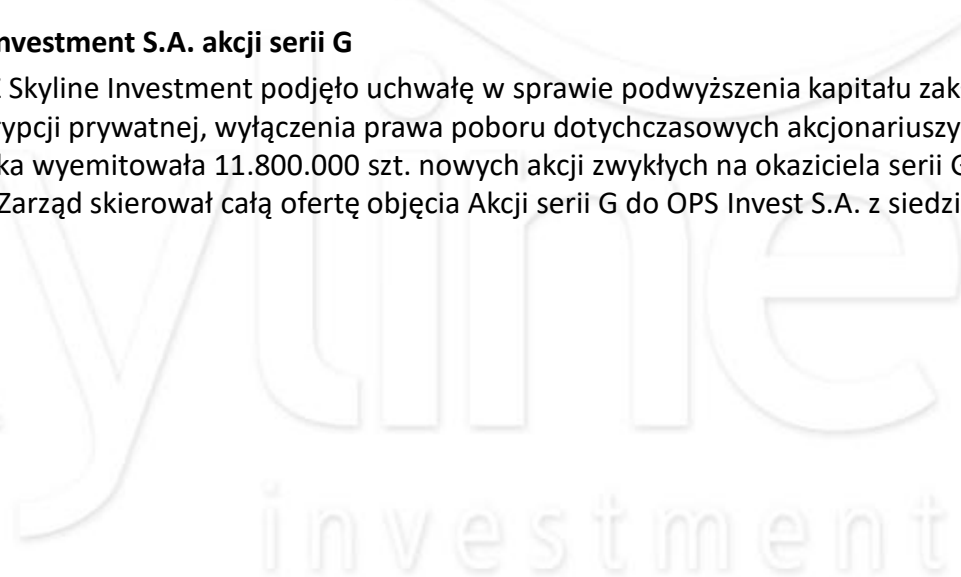 nvestment S.A. akcji serii G
Skyline Investment podjęło uchwałę w sprawie podwyższenia kapitału zak
ypcji prywatnej, wyłączenia prawa poboru dotychczasowych akcjonariuszy
ka wyemitowała 11.800.000 szt. nowych akcji zwykłych na okaziciela serii G
Zarząd skierował całą ofertę objęcia Akcji serii G do OPS Invest S.A. z siedzi
yline
investment